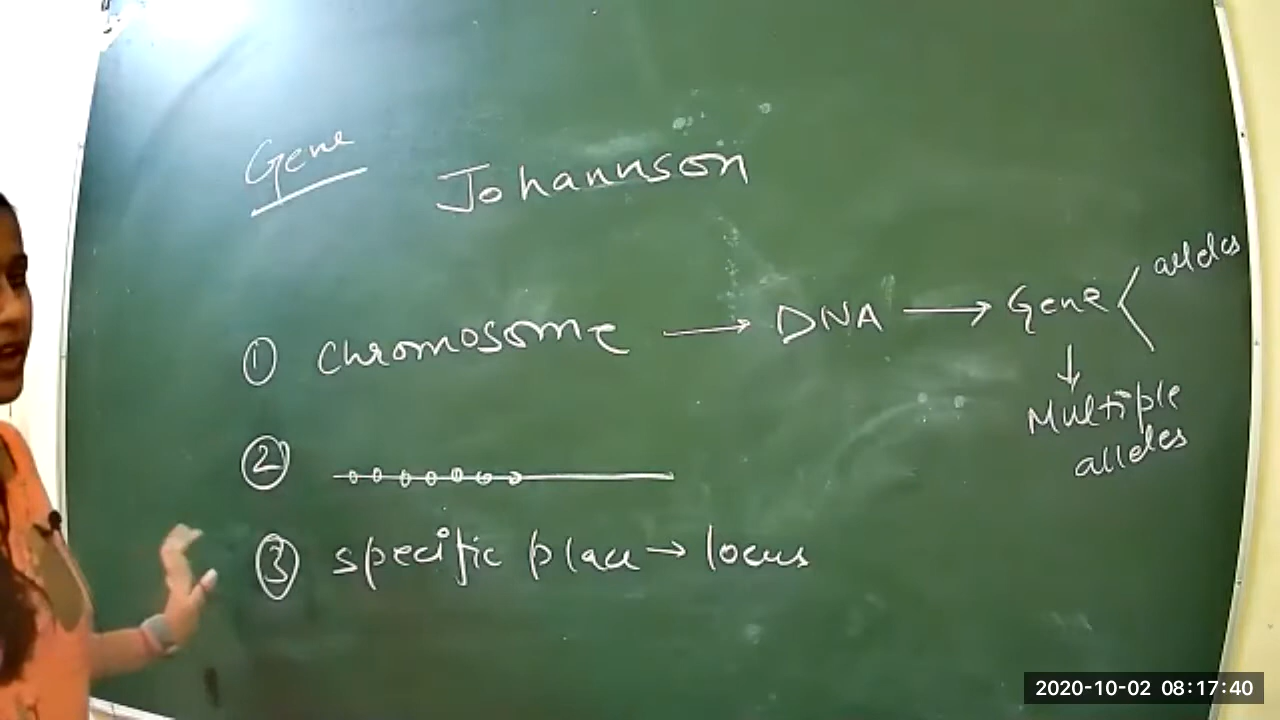 Gene
Johannson
① Chromosome → DNA → Gene < alleles
↓
Multiple
alleles
②
③ specific place → locus
2020-10-02 08:17:40